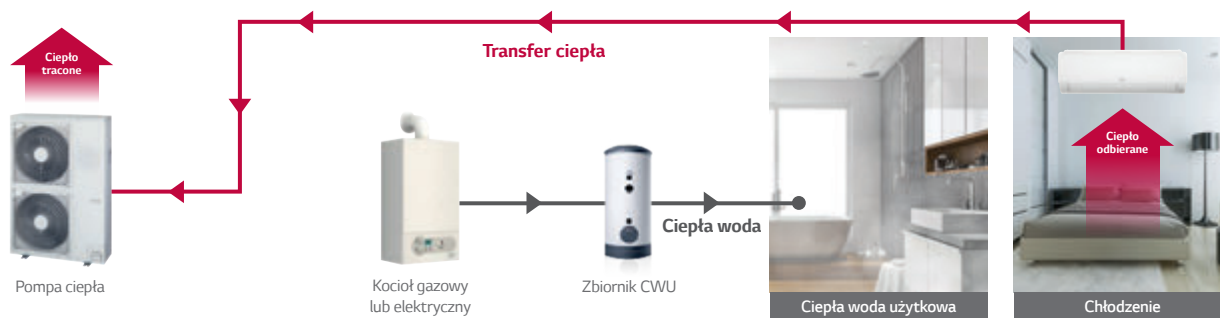 Ciepło
tracone
Transfer ciepła
Ciepło
odbierane
Ciepła woda
Pompa ciepła
Kocioł gazowy
lub elektryczny
Zbiornik CWU
Ciepła woda użytkowa
Chłodzenie